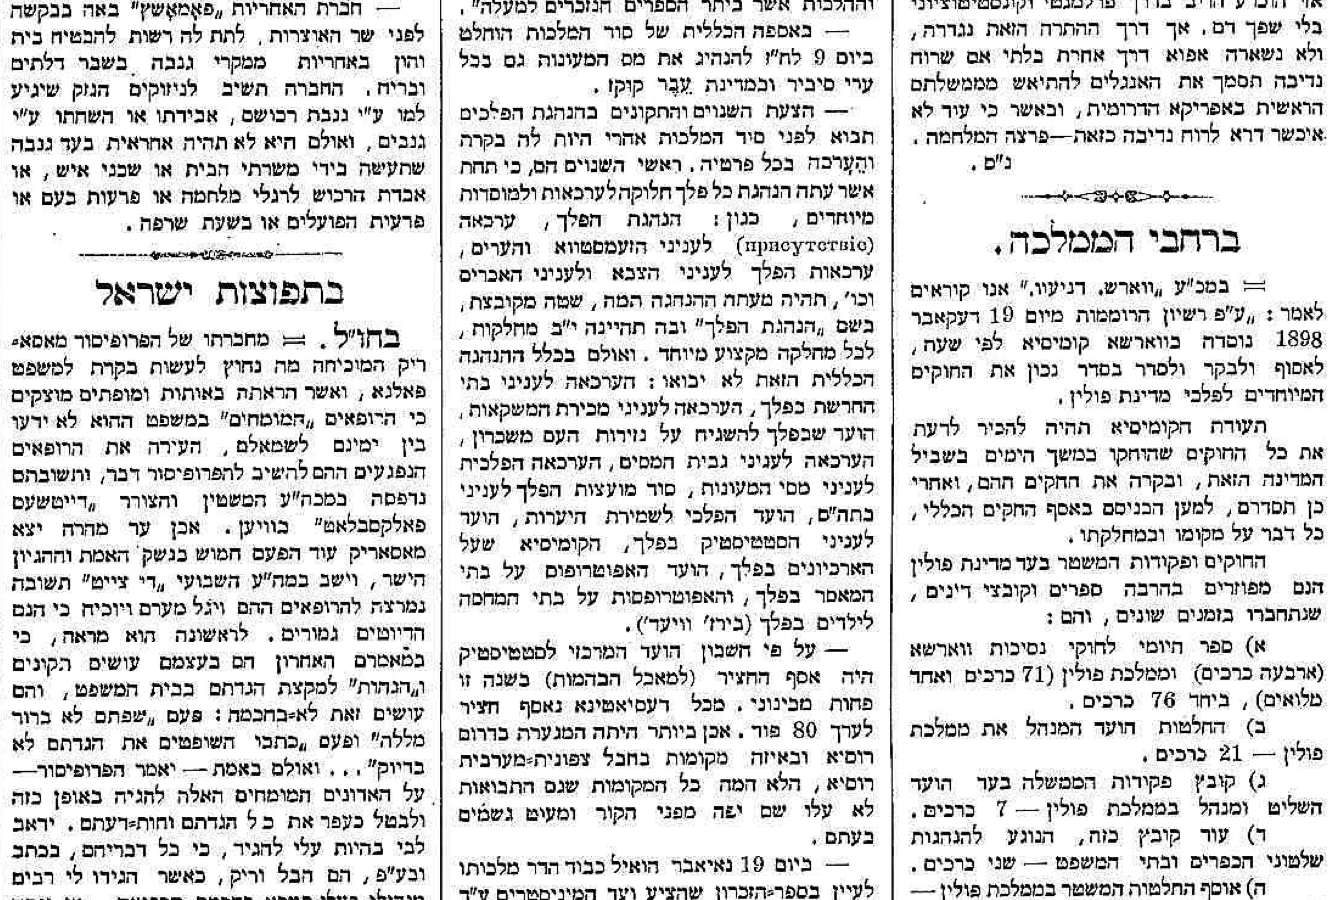 בלי שפך דם. אך דרך ההתרה הזאת נגדרה,
ולא נשארה אפוא דרך אחרת בלתי אם שרוח
נדיבה תסמך את האנגלים להתיאש מממשלתם
הראשית באפריקא הדרומית, ובאשר כי עוד לא
איכשר דרא לרוח נדיבה כזאת—פרצה המלחמה.
נ״ס.
ברחבי הממלכה.
= במכ״ע „ווארש. דניעוו.״ אנו קוראים
לאמר: „ע״פ רשיון הרוממות מיום 19 דעקאבר
1898 נוסדה בווארשא קומיסיא לפי שעה,
לאסוף ולבקר ולסדר בסדר נכון את החוקים
המיוחדים לפלכי מדינת פולין.
תעודת הקומיסיא תהיה להכיר לדעת
את כל החוקים שהוחקו במשך הימים בשביל
המדינה הזאת, ובקרה את החקים ההם, ואחרי
כן תסדרם, למען הכניסם באסף החקים הכללי,
כל דבר על מקומו ובמחלקתו.
החוקים ופקודות המשטר בעד מדינת פולין
הנם מפוזרים בהרבה ספרים וקובצי דינים,
שנתחברו בזמנים שונים, והם:
א) ספר היומי לחוקי נסיכות ווארשא
(ארבעה כרכים) וממלכת פולין (71 כרכים ואחד
מלואים), ביחד 76 כרכים.
ב) החלטות הועד המנהל את ממלכת
פולין — 21 כרכים.
ג) קובץ פקודות הממשלה בעד הועד
השליט ומנהל בממלכת פולין — 7 כרכים.
ד) עוד קובץ כזה, הנוגע להנהגות
שלטוני הכפרים ובתי המשפט — שני כרכים.
ה) אוסף החלטות המשטר בממלכת פולין —
וההלכות אשר ביתר הספרים הנזכרים למעלה״.
— באספה הכללית של סוד המלכות הוחלט
ביום 9 לח״ז להנהיג את מס המעונות גם בכל
ערי סיביר ובמדינת עבר קוקז.
— הצעת השנוים והתקונים בהנהגת הפלכים
תבוא לפני סיד המלכות אהרי היות לה בקרת
והערכה בכל פרטיה. ראשי השנוים הם, כי תחת
אשר עתה הנהגת כל פלך חלוקה לערכאות ולמוסדות
מיוחדים, כגון: הנהגת הפלך, ערכאה
(присутствіе) לעניני הזעמסטווא והערים,
ערכאות הפלך לעניני הצבא ולעניני האכרים
וכו׳, תהיה מעתה ההנהגה תמה, שטה מקובצת,
בשם „הנהגת הפלך״ ובה תהיינה י״ב מחלקות,
לכל מחלקה מקצוע מיוחד. ואולם בכלל ההנהגה
הכללית הזאת לא יבואו: הערכאה לעניני בתי
החרשת בפלך, הערכאה לעניני מכירת המשקאות,
הועד שבפלך להשגיח על נזירות העם משכרון,
הערכאה לעניני גבית המסים, הערכאה הפלכית
לעניני מסי המעונות, סוד מועצות הפלך לעניני
בתה״ס, הועד הפלכי לשמירת היערות, הועד
לעניני הסטטיסטיק בפלך, הקומיסיא שעל
הארכיונים בפלך, הועד האפוטרופוס על בתי
המאסר בפלך, והאפוטרופסות על בתי המחסה
לילדים בפלך (בירז׳ וויעד׳).
— על פי חשבון הועד המרכזי לסטטיסטיק
היה אסף החציר (למאכל הבהמות) בשנה זו
פחות מבינוני. מכל דעסיאטינא נאסף חציר
לערך 80 פוד. אכן ביותר היתה המגערת בדרום
רוסיא ובאיזה מקומות בחבל צפונית=מערבית
רוסיא, הלא המה כל המקומות שגם התבואות
לא עלו שם יפה מפני הקור ומעוט גשמים
בעתם.
— ביום 19 נאיאבר הואיל כבוד הדר מלכותו
לעיין בספר=הזכרון שהציע ועד המיניסטרים ע״ד
— חברת האחריות „פאמאשץ״ באה בבקשה
לפני שר האוצרות, לתת לה רשות להבטיח בית
והון באחריות ממקרי גנבה בשבר דלתים
ובריח. החברה תשיב לניזוקים הנזק שיגיע
למו ע״י גנבת רכושם, אבידתו או השחתו ע״י
גנבים, ואולם היא לא תהיה אחראית בעד גנבה
שתעשה בידי משרתי הבית או שכני איש, או
אבדת הרכוש לרגלי מלחמה או פרעות בעם או
פרעות הפועלים או בשעת שרפה.
בתפוצות ישראל
בחו״ל. = מחברתו של הפרופיסור מאסא=
ריק המוכיחה מה נחוץ לעשות בקרת למשפט
פאלנא, ואשר הראתה באותות ומופתים מוצקים
כי הרופאים „המומחים״ במשפט ההוא לא ידעו
בין ימינם לשמאלם, העירה את הרופאים
הנפגעים ההם להשיב להפרופיסור דבר, ותשובתם
נדפסה במכה״ע המשטין והצורר „דייטשעס
פאלקסבלאט״ בוויען. אכן עד מהרה יצא
מאסאריק עוד הפעם חמוש בנשק האמת וההגיון
הישר, וישב במה״ע השבועי „די צייט״ תשובה
נמרצה להרופאים ההם ויגל מערם ויוכיח כי הנם
הדיוטים גמורים. לראשונה הוא מראה, כי
במאמרם האחרון הם בעצמם עושים תקונים
ו„הגהות״ למקצת הגדתם בבית המשפט, והם
עושים זאת לא=בחכמה: פעם „שפתם לא ברור
מללה״ ופעם „כתבו השופטים את הגדתם לא
בדיוק״... ואולם באמת — יאמר הפרופיסור—
על האדונים המומחים האלה להגיה באופן כזה
ולבטל כעפר את כל הגדתם וחות=דעתם. ידאב
לבי בהיות עלי להגיד, כי כל דבריהם, בכתב
ובע״פ, הם הבל וריק, כאשר הגידו לי רבים